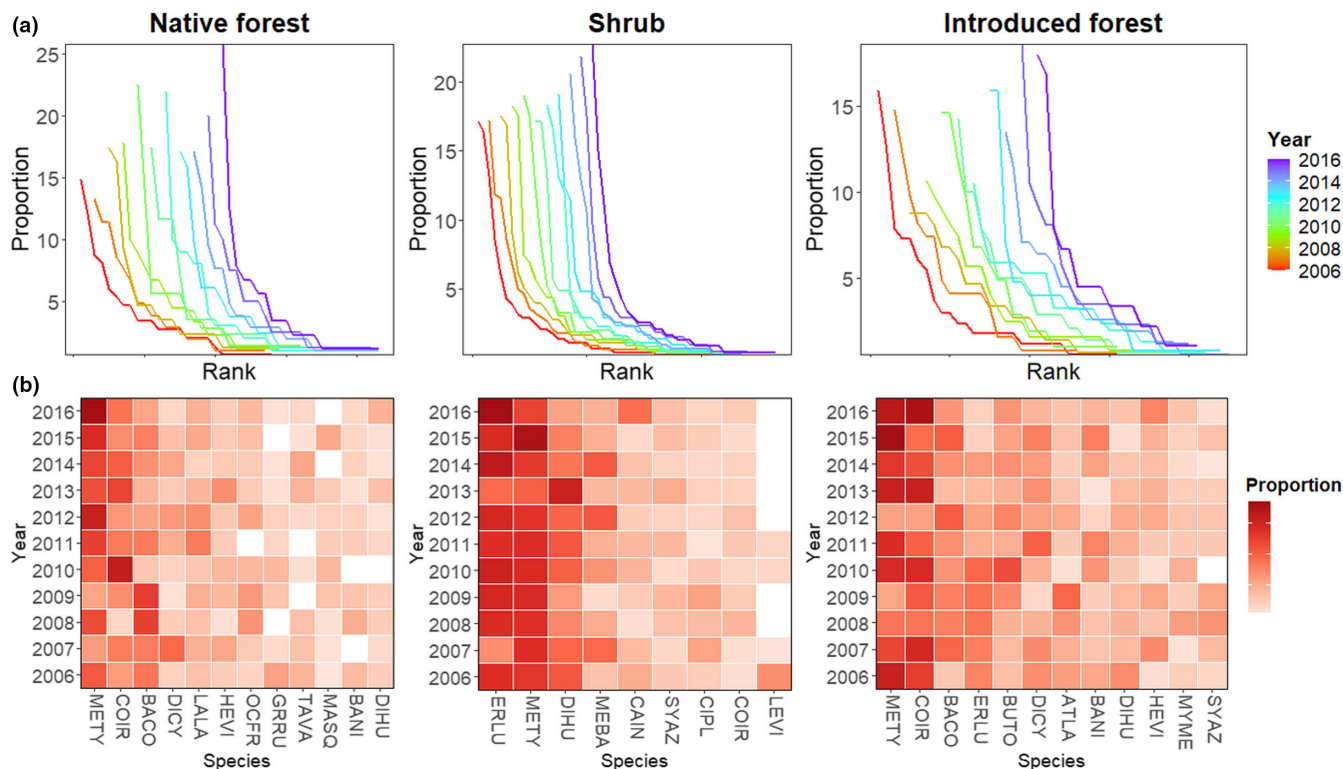 (a)
Native forest
Shrub
Introduced forest
Proportion
25
20
15
10
5
Rank
Proportion
20
15
10
5
Rank
Proportion
15
10
5
Rank
Year
2016
2014
2012
2010
2008
2006
(b)
Year
2016
2015
2014
2013
2012
2011
2010
2009
2008
2007
2006
METY COIR BACO DICY LALA HEVI OCFR GRRU TAVA MASQ BANI DIHU
Species
Year
2016
2015
2014
2013
2012
2011
2010
2009
2008
2007
2006
ERLU METY DIHU MEBA CAIN SYAZ CIPL COIR LEVI
Species
Year
2016
2015
2014
2013
2012
2011
2010
2009
2008
2007
2006
METY COIR BACO ERLU BUTO DICY ATLA BANI DIHU HEVI MYME SYAZ
Species
Proportion